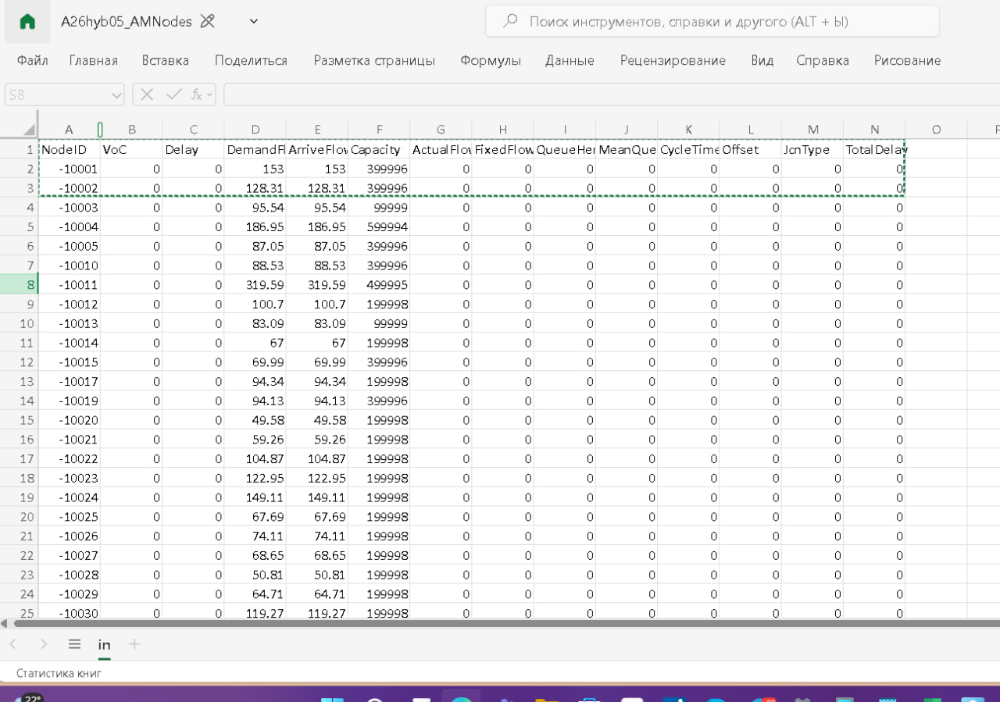 A26hyb05_AMNodes
Поиск инструментов, справки и другого (ALT + Ы)
Файл Главная Вставка Поделиться Разметка страницы Формулы Данные Рецензирование Вид Справка Рисование
S8 fx
A B C D E F G H I J K L M N O
1 NodeID VoC Delay DemandFl ArriveFlow Capacity ActualFlow FixedFlow QueueHer MeanQue CycleTime Offset JcnType TotalDelay
2 -10001 0 0 153 153 399996 0 0 0 0 0 0 0 0
3 -10002 0 0 128.31 128.31 399996 0 0 0 0 0 0 0 0
4 -10003 0 0 95.54 95.54 99999 0 0 0 0 0 0 0 0
5 -10004 0 0 186.95 186.95 599994 0 0 0 0 0 0 0 0
6 -10005 0 0 87.05 87.05 399996 0 0 0 0 0 0 0 0
7 -10010 0 0 88.53 88.53 399996 0 0 0 0 0 0 0 0
8 -10011 0 0 319.59 319.59 499995 0 0 0 0 0 0 0 0
9 -10012 0 0 100.7 100.7 199998 0 0 0 0 0 0 0 0
10 -10013 0 0 83.09 83.09 99999 0 0 0 0 0 0 0 0
11 -10014 0 0 67 67 199998 0 0 0 0 0 0 0 0
12 -10015 0 0 69.99 69.99 399996 0 0 0 0 0 0 0 0
13 -10017 0 0 94.34 94.34 199998 0 0 0 0 0 0 0 0
14 -10019 0 0 94.13 94.13 399996 0 0 0 0 0 0 0 0
15 -10020 0 0 49.58 49.58 199998 0 0 0 0 0 0 0 0
16 -10021 0 0 59.26 59.26 199998 0 0 0 0 0 0 0 0
17 -10022 0 0 104.87 104.87 199998 0 0 0 0 0 0 0 0
18 -10023 0 0 122.95 122.95 199998 0 0 0 0 0 0 0 0
19 -10024 0 0 149.11 149.11 199998 0 0 0 0 0 0 0 0
20 -10025 0 0 67.69 67.69 199998 0 0 0 0 0 0 0 0
21 -10026 0 0 74.11 74.11 199998 0 0 0 0 0 0 0 0
22 -10027 0 0 68.65 68.65 199998 0 0 0 0 0 0 0 0
23 -10028 0 0 50.81 50.81 199998 0 0 0 0 0 0 0 0
24 -10029 0 0 64.71 64.71 199998 0 0 0 0 0 0 0 0
25 -10030 0 0 119.27 119.27 199998 0 0 0 0 0 0 0 0
in
Статистика книг
22°